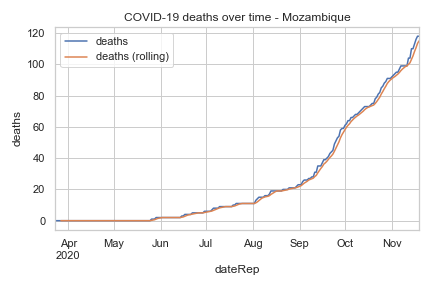 COVID-19 deaths over time - Mozambique
deaths
deaths (rolling)
120
100
80
60
40
20
0
deaths
Apr May Jun Jul Aug Sep Oct Nov
2020
dateRep